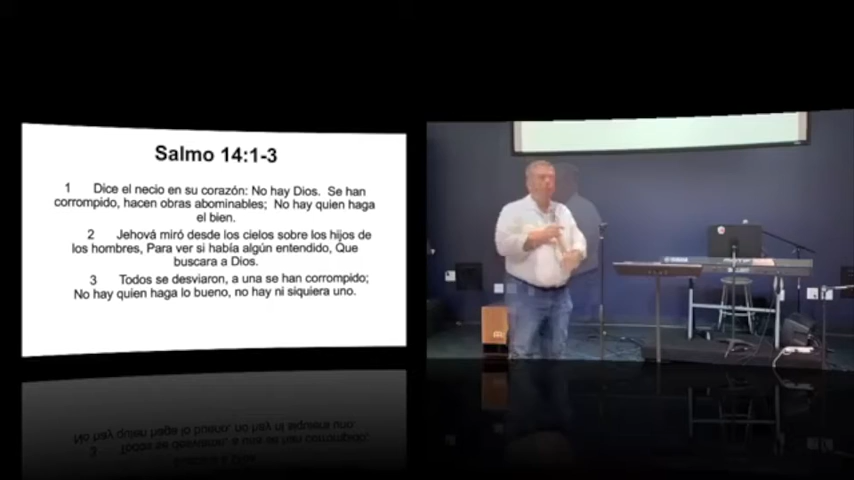 Salmo 14:1-3
1 Dice el necio en su corazón: No hay Dios. Se han
corrompido, hacen obras abominables; No hay quien haga
el bien.
2 Jehová miró desde los cielos sobre los hijos de
los hombres, Para ver si había algún entendido, Que
buscara a Dios.
3 Todos se desviaron, a una se han corrompido;
No hay quien haga lo bueno, no hay ni siquiera uno.
YAMAHA